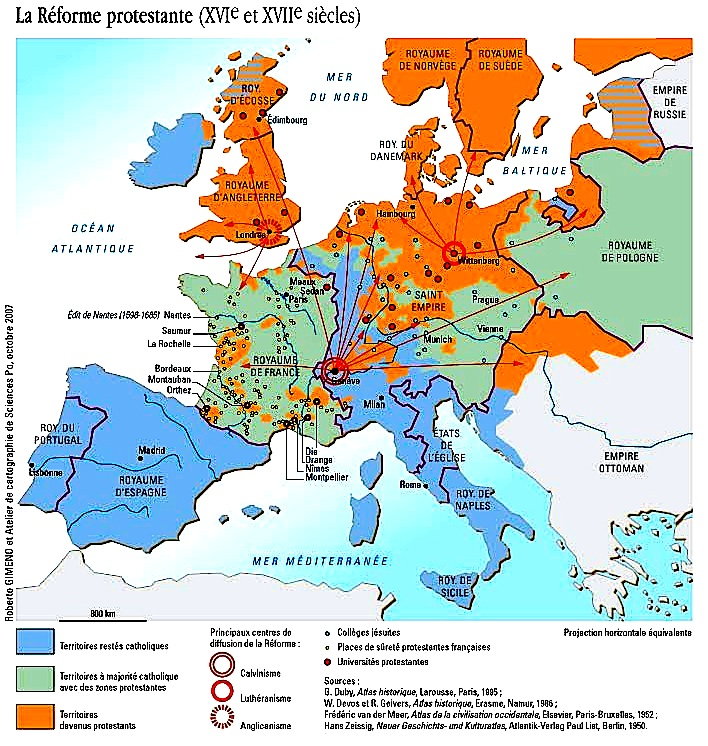 La Réforme protestante (XVIe et XVIIe siècles)
ROYAUME
DE NORVÈGE
ROYAUME
DE SUÈDE
MER
DU NORD
ROY.
D'ÉCOSSE
Édimbourg
EMPIRE
DE
RUSSIE
ROY. DU
DANEMARK
MER
BALTIQUE
ROYAUME
D'ANGLETERRE
Hambourg
Londres
OCÉAN
ATLANTIQUE
Wittenberg
ROYAUME
DE POLOGNE
Meaux
Sedan
Paris
SAINT
EMPIRE
Prague
Édit de Nantes (1598-1685) Nantes
Saumur
La Rochelle
Vienne
Munich
ROYAUME
DE FRANCE
Bordeaux
Montauban
Orthez
Genève
Milan
ROY. DU
PORTUGAL
ÉTATS
DE
L'ÉGLISE
Die
Orange
Nîmes
Montpellier
Madrid
Lisbonne
ROYAUME
D'ESPAGNE
EMPIRE
OTTOMAN
Rome
ROY. DE
NAPLES
MER MÉDITERRANÉE
ROY. DE
SICILE
800 km
Roberto GIMENO et Atelier de cartographie de Sciences Po, octobre 2007
Territoires restés catholiques
Territoires à majorité catholique
avec des zones protestantes
Territoires
devenus protestants
Principaux centres de
diffusion de la Réforme :
Calvinisme
Luthéranisme
Anglicanisme
Collèges jésuites
Places de sûreté protestantes françaises
Universités protestantes
Projection horizontale équivalente
Sources :
G. Duby, Atlas historique, Larousse, Paris, 1995 ;
W. Devos et R. Geivers, Atlas historique, Erasme, Namur, 1986 ;
Frédéric van der Meer, Atlas de la civilisation occidentale, Elsevier, Paris-Bruxelles, 1952 ;
Hans Zeissig, Neuer Geschichts- und Kulturatlas, Atlantik-Verlag Paul List, Berlin, 1950.